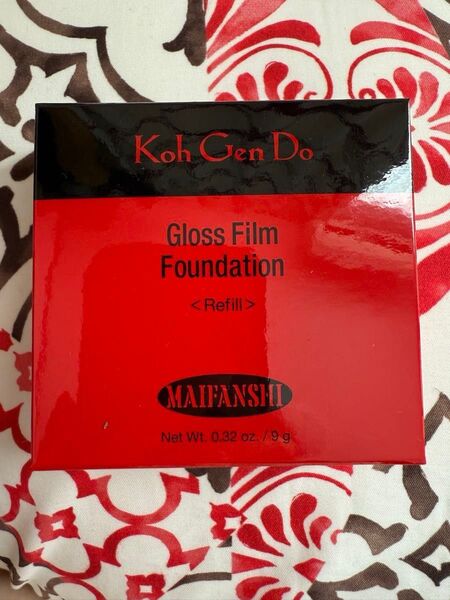 Koh Gen Do
Gloss Film
Foundation
<Refill>
MAIFANSHI
Net Wt. 0.32 oz. / 9 g